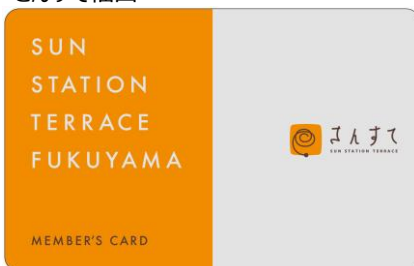 SUN
STATION
TERRACE
FUKUYAMA
MEMBER'S CARD
さんすて
SUN STATION TERRACE